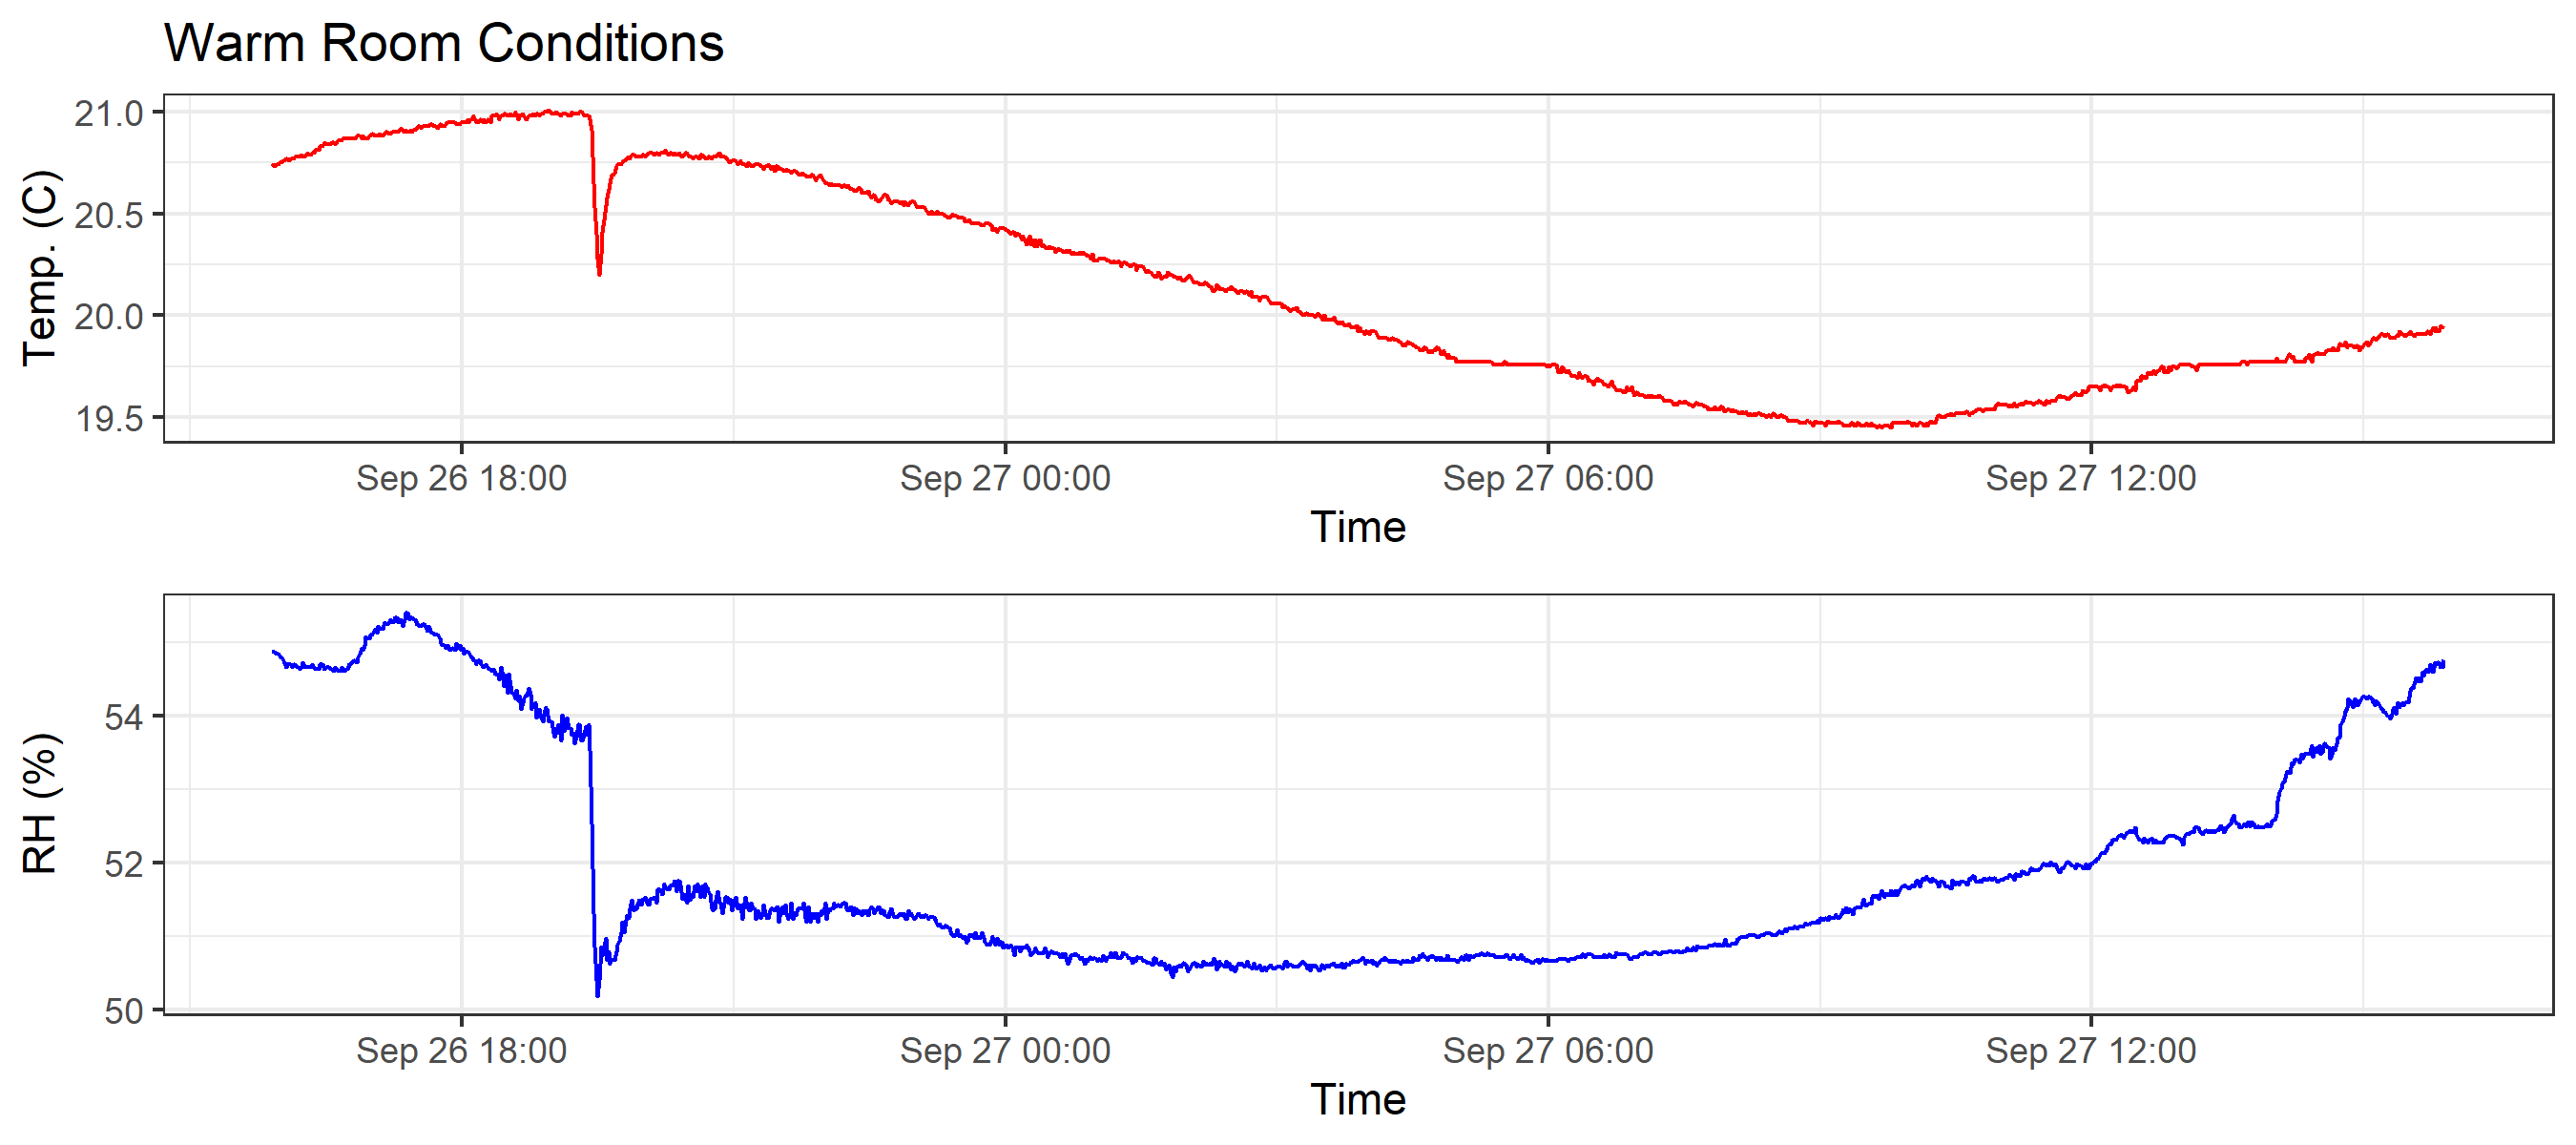 Warm Room Conditions
Temp. (C)
21.0
20.5
20.0
19.5
Sep 26 18:00 Sep 27 00:00 Sep 27 06:00 Sep 27 12:00
Time
RH (%)
54
52
50
Sep 26 18:00 Sep 27 00:00 Sep 27 06:00 Sep 27 12:00
Time